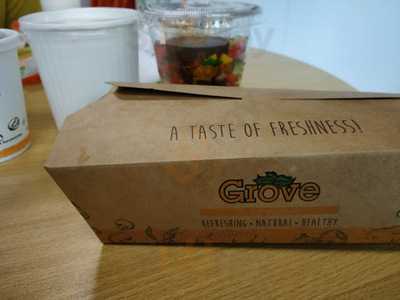 A TASTE OF FRESHNESS!
Grove
REFRESHING • NATURAL • HEALTHY